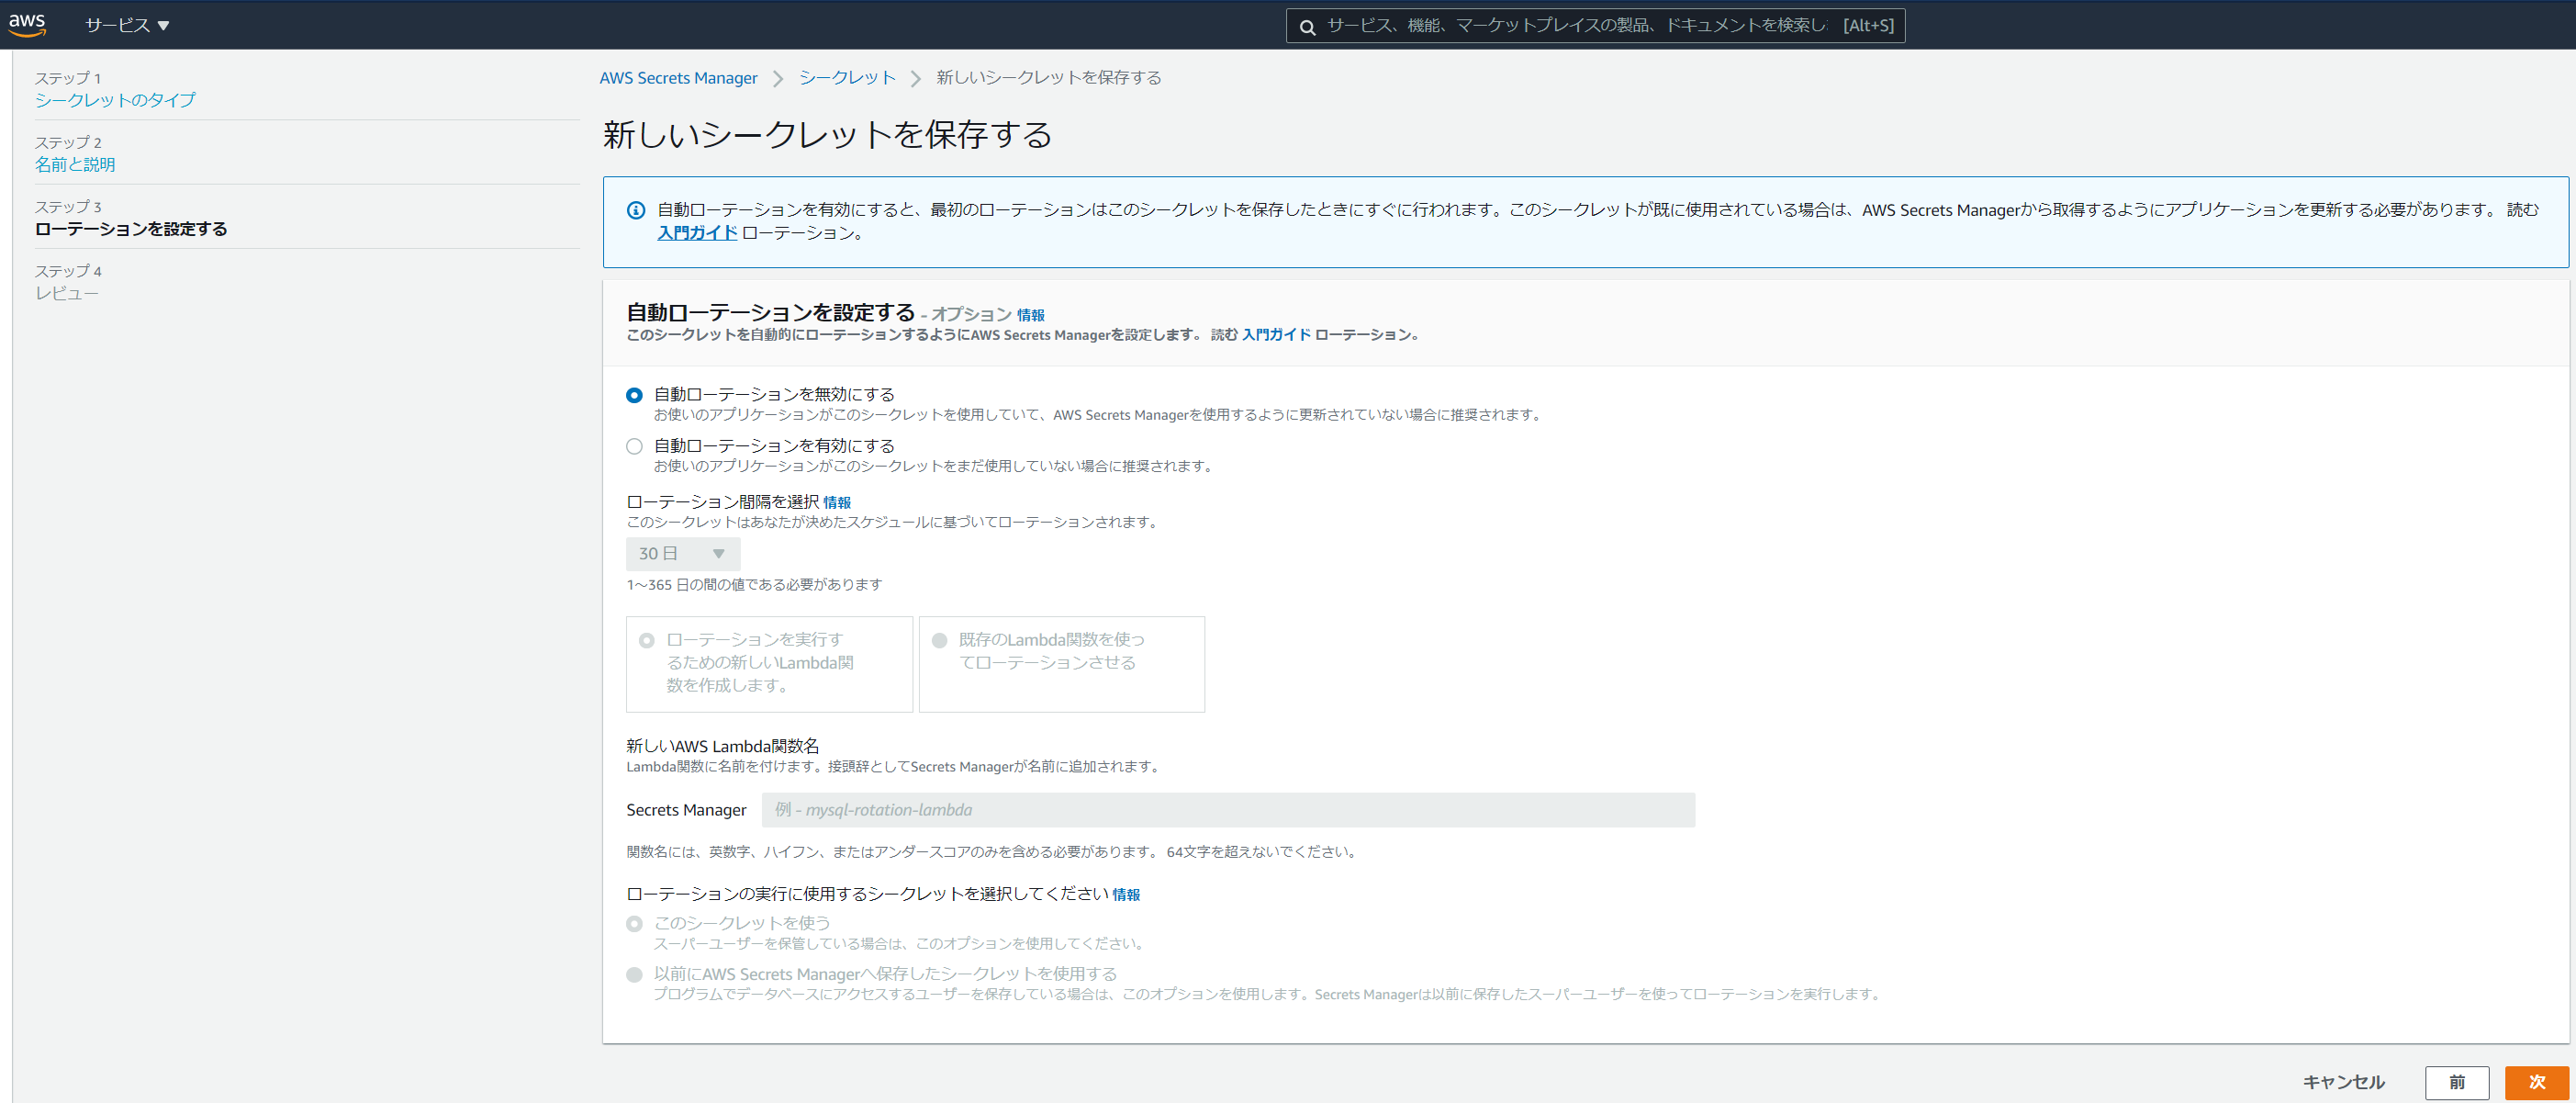 aws サービス サービス、機能、マーケットプレイスの製品、ドキュメントを検索し [Alt+S]
ステップ 1
シークレットのタイプ
ステップ 2
名前と説明
ステップ 3
ローテーションを設定する
ステップ 4
レビュー
AWS Secrets Manager シークレット 新しいシークレットを保存する
新しいシークレットを保存する
自動ローテーションを有効にすると、最初のローテーションはこのシークレットを保存したときにすぐに行われます。このシークレットが既に使用されている場合は、AWS Secrets Managerから取得するようにアプリケーションを更新する必要があります。 読む
入門ガイド ローテーション。
自動ローテーションを設定する - オプション 情報
このシークレットを自動的にローテーションするようにAWS Secrets Managerを設定します。 読む 入門ガイド ローテーション。
自動ローテーションを無効にする
お使いのアプリケーションがこのシークレットを使用していて、AWS Secrets Managerを使用するように更新されていない場合に推奨されます。
自動ローテーションを有効にする
お使いのアプリケーションがこのシークレットをまだ使用していない場合に推奨されます。
ローテーション間隔を選択 情報
このシークレットはあなたが決めたスケジュールに基づいてローテーションされます。
30 日
1～365 日の間の値である必要があります
ローテーションを実行す
るための新しいLambda関
数を作成します。
既存のLambda関数を使っ
てローテーションさせる
新しいAWS Lambda関数名
Lambda関数に名前を付けます。接頭辞としてSecrets Managerが名前に追加されます。
Secrets Manager 例 - mysql-rotation-lambda
関数名には、英数字、ハイフン、またはアンダースコアのみを含める必要があります。 64文字を超えないでください。
ローテーションの実行に使用するシークレットを選択してください 情報
このシークレットを使う
スーパーユーザーを保管している場合は、このオプションを使用してください。
以前にAWS Secrets Managerへ保存したシークレットを使用する
プログラムでデータベースにアクセスするユーザーを保存している場合は、このオプションを使用します。Secrets Managerは以前に保存したスーパーユーザーを使ってローテーションを実行します。
キャンセル 前 次